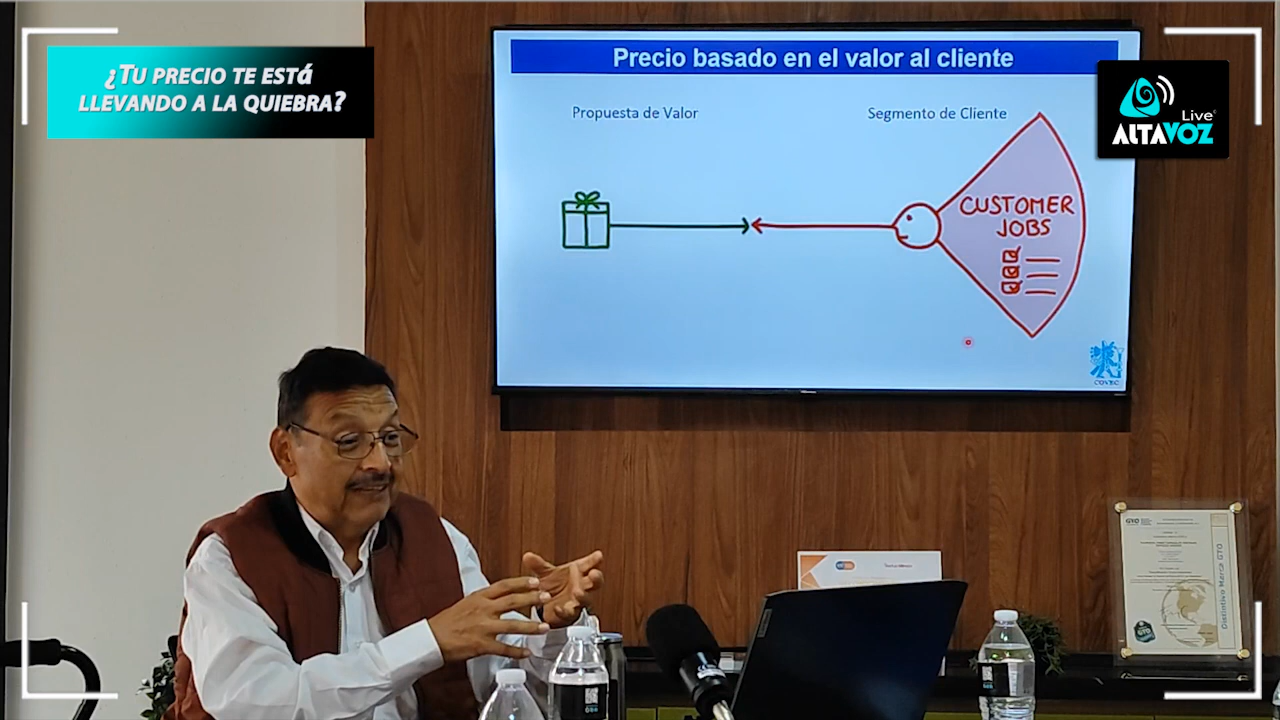 ¿TU PRECIO TE ESTá
LLEVANDO A LA QUIEBRA?
Precio basado en el valor al cliente
Propuesta de Valor
Segmento de Cliente
CUSTOMER
JOBS
COVEC
Live
ALTAVOZ
GTO
Distintivo Marca GTO